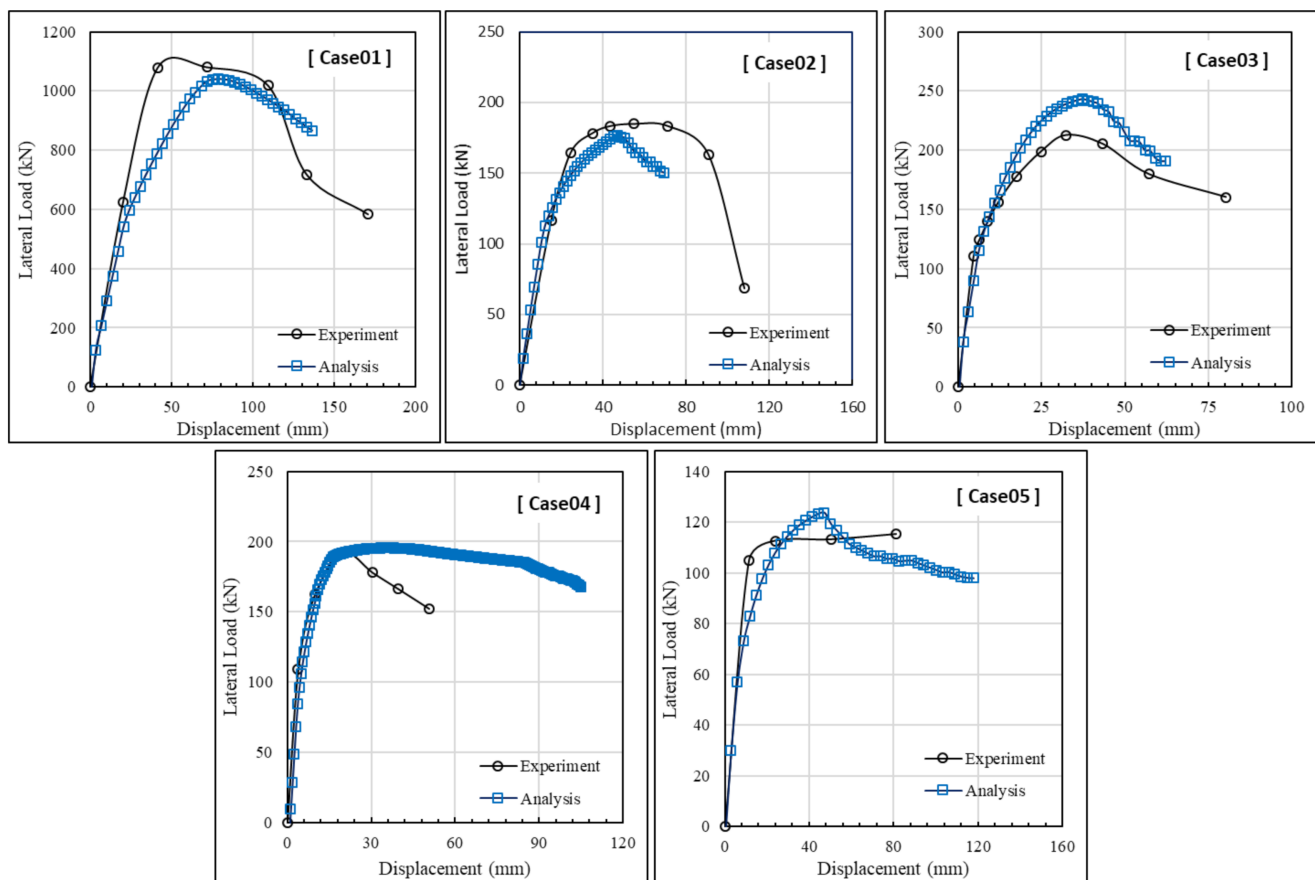 [ Case01 ]
1200
1000
800
600
400
200
0
Lateral Load (kN)
Experiment
Analysis
0 50 100 150 200
Displacement (mm)
[ Case02 ]
250
200
150
100
50
0
Lateral Load (kN)
Experiment
Analysis
0 40 80 120 160
Displacement (mm)
[ Case03 ]
300
250
200
150
100
50
0
Lateral Load (kN)
Experiment
Analysis
0 25 50 75 100
Displacement (mm)
[ Case04 ]
250
200
150
100
50
0
Lateral Load (kN)
Experiment
Analysis
0 30 60 90 120
Displacement (mm)
[ Case05 ]
140
120
100
80
60
40
20
0
Lateral Load (kN)
Experiment
Analysis
0 40 80 120 160
Displacement (mm)